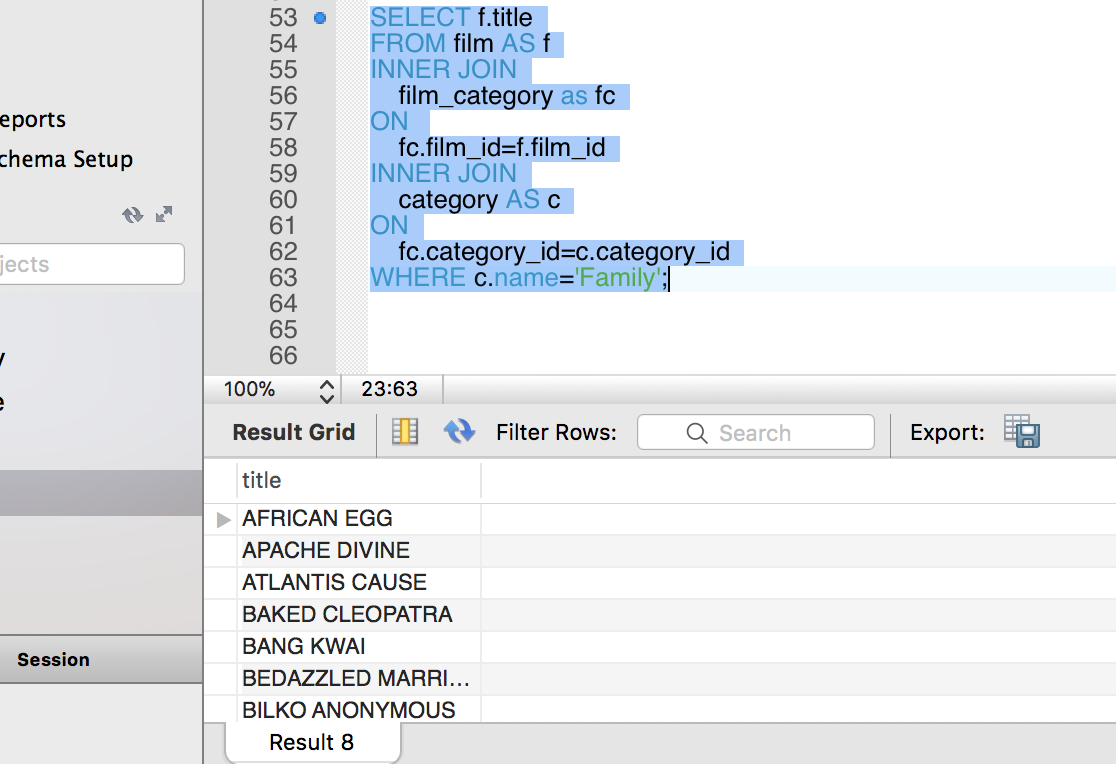 53 SELECT f.title
54 FROM film AS f
55 INNER JOIN
56 film_category as fc
57 ON
58 fc.film_id=f.film_id
59 INNER JOIN
60 category AS c
61 ON
62 fc.category_id=c.category_id
63 WHERE c.name='Family';
64
65
66
eports
chema Setup
jects
y
e
Session
100% 23:63
Result Grid Filter Rows: Search Export:
title
AFRICAN EGG
APACHE DIVINE
ATLANTIS CAUSE
BAKED CLEOPATRA
BANG KWAI
BEDAZZLED MARRI...
BILKO ANONYMOUS
Result 8